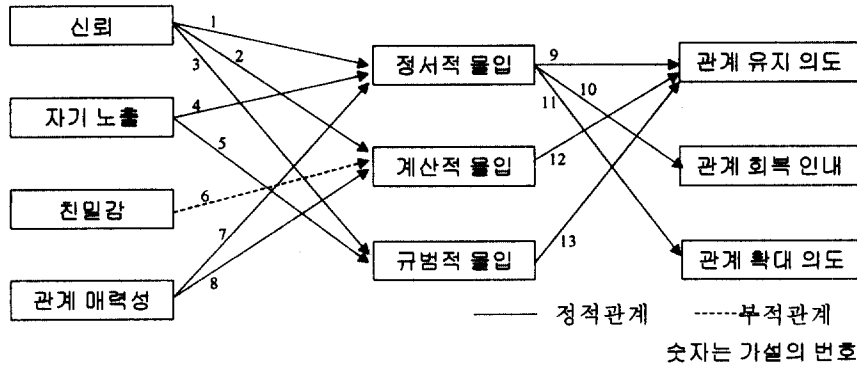 신뢰
자기 노출
친밀감
관계 매력성
정서적 몰입
계산적 몰입
규범적 몰입
관계 유지 의도
관계 회복 인내
관계 확대 의도
1
2
3
4
5
6
7
8
9
10
11
12
13
정적관계
부적관계
숫자는 가설의 번호